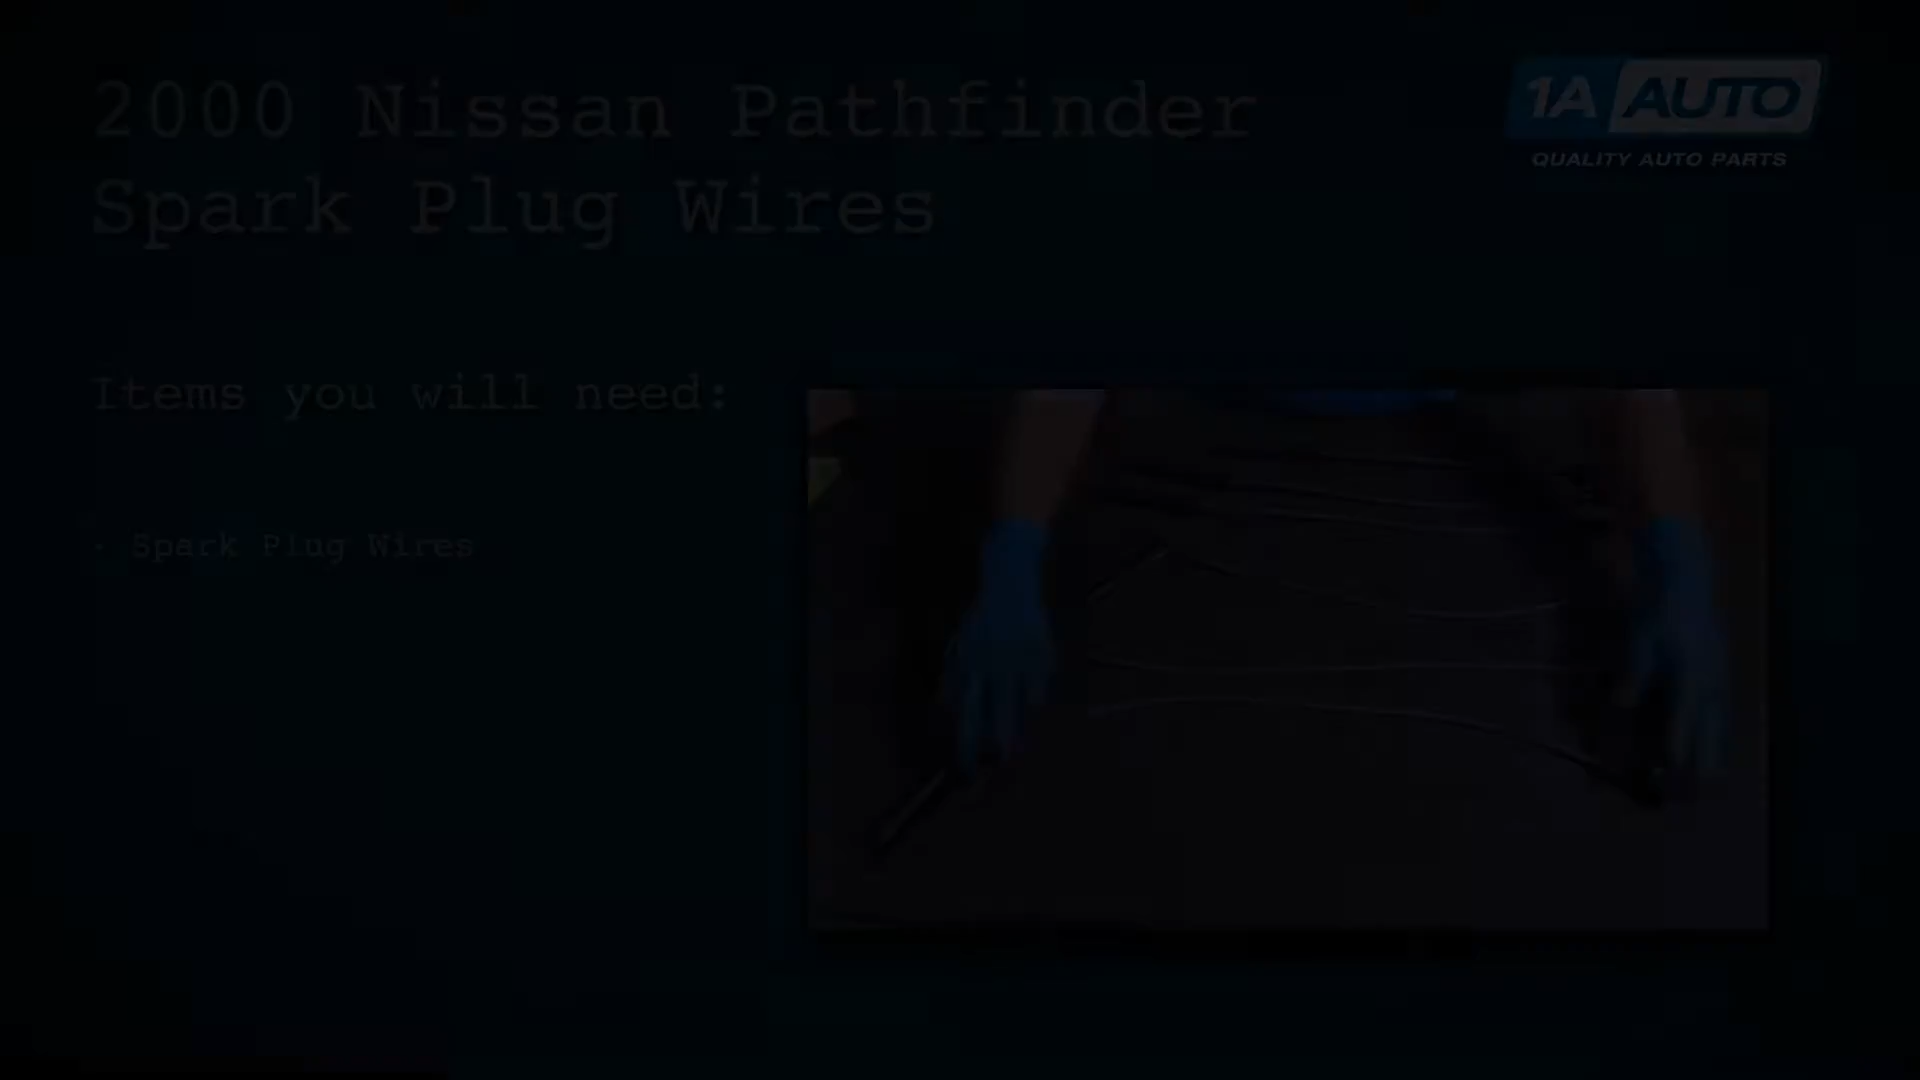 2000 Nissan Pathfinder
Spark Plug Wires
1A AUTO
QUALITY AUTO PARTS
Items you will need:
· Spark Plug Wires